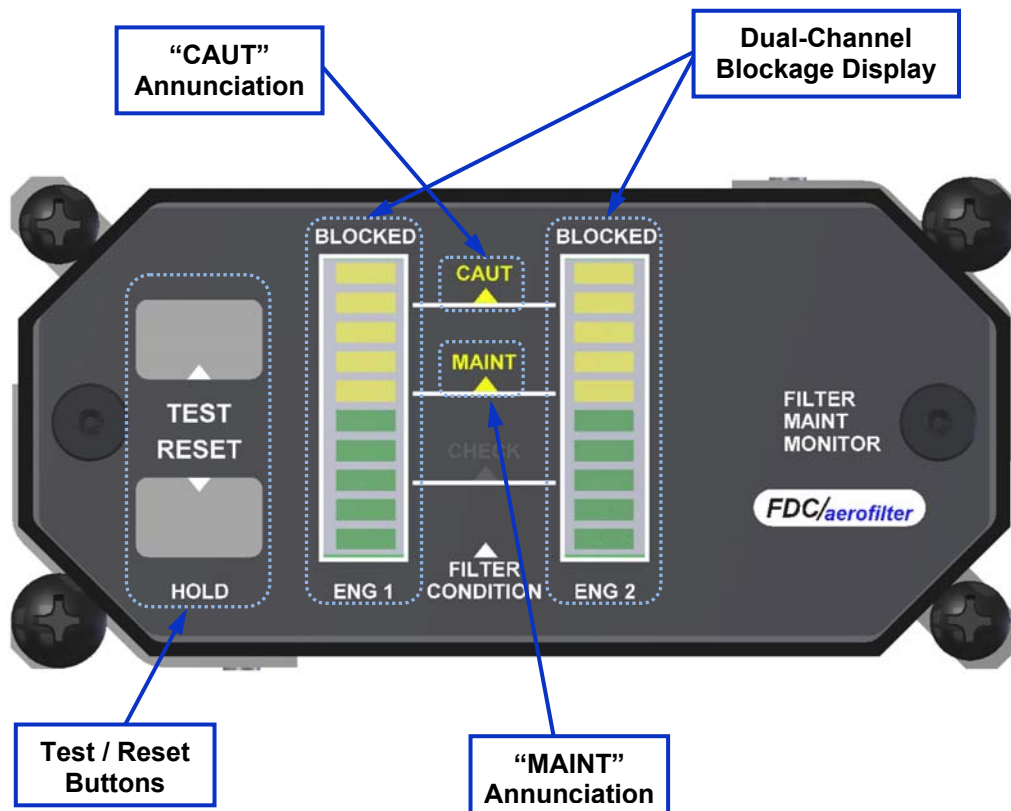 “CAUT”
Annunciation
Dual-Channel
Blockage Display
BLOCKED
BLOCKED
CAUT
MAINT
TEST
RESET
CHECK
FILTER
MAINT
MONITOR
FDC/aerofilter
HOLD
ENG 1
FILTER
CONDITION
ENG 2
Test / Reset
Buttons
“MAINT”
Annunciation